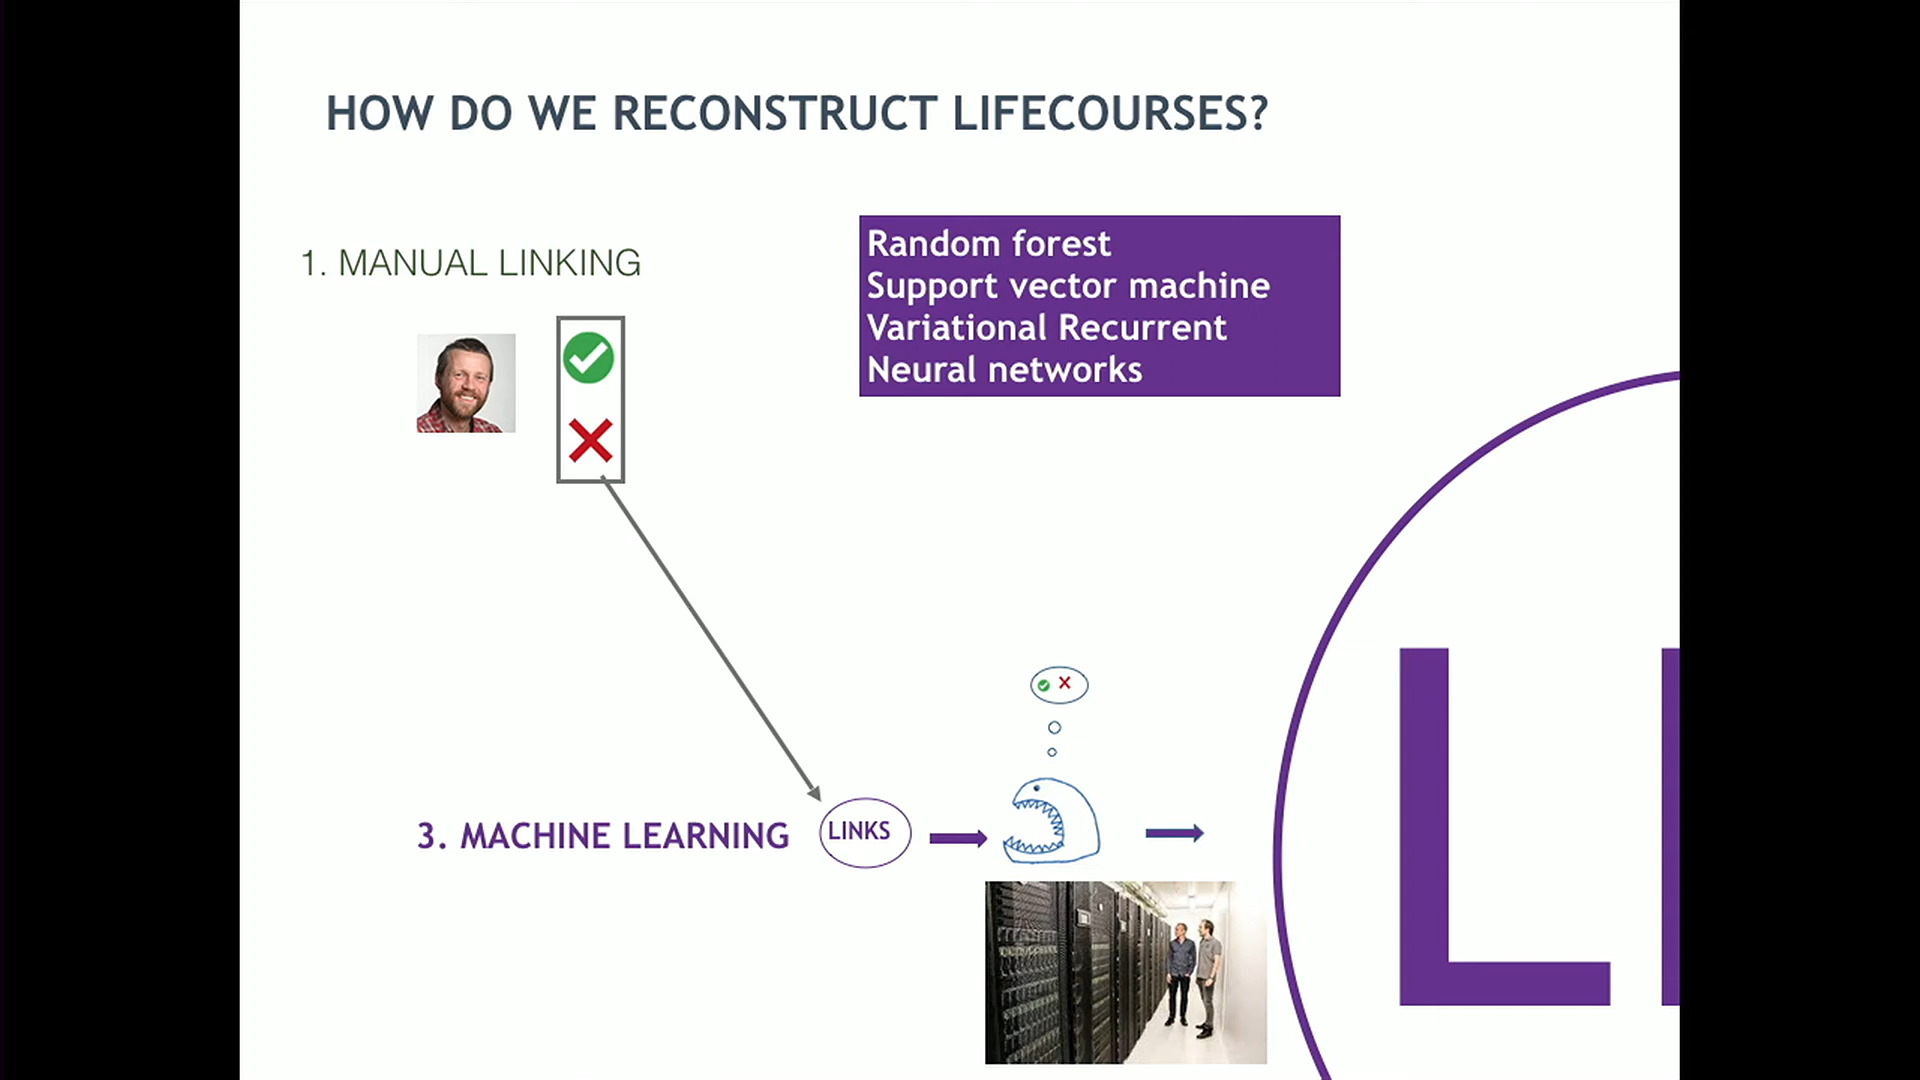 HOW DO WE RECONSTRUCT LIFECOURSES?
1. MANUAL LINKING
Random forest
Support vector machine
Variational Recurrent
Neural networks
3. MACHINE LEARNING
LINKS
L